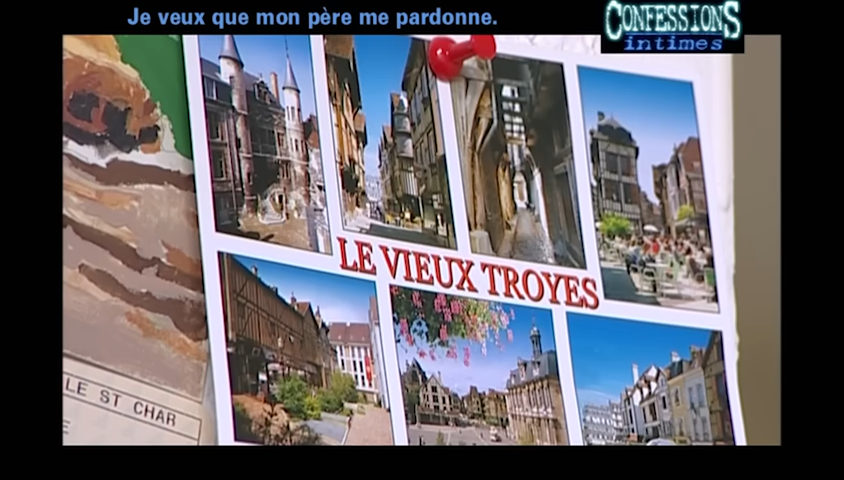 Je veux que mon père me pardonne.
CONFESSIONS
intimes
LE VIEUX TROYES
LE ST CHAR
E